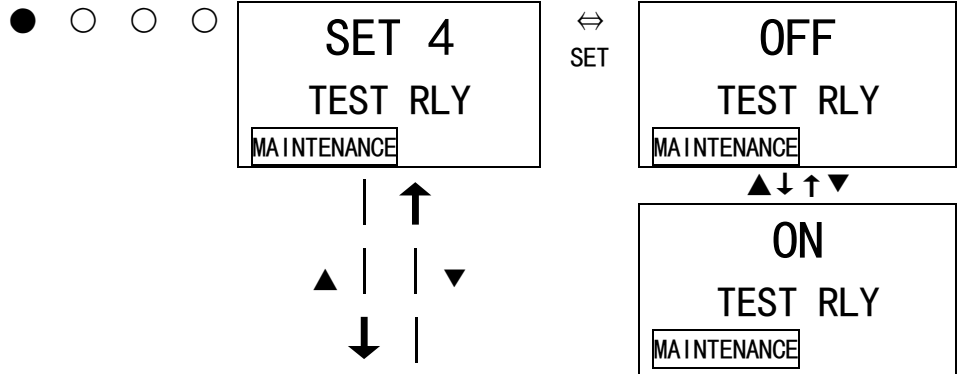 ● ○ ○ ○
SET 4
TEST RLY
MAINTENANCE
⇔
SET
OFF
TEST RLY
MAINTENANCE
▲↓↑▼
ON
TEST RLY
MAINTENANCE
▲ ▼